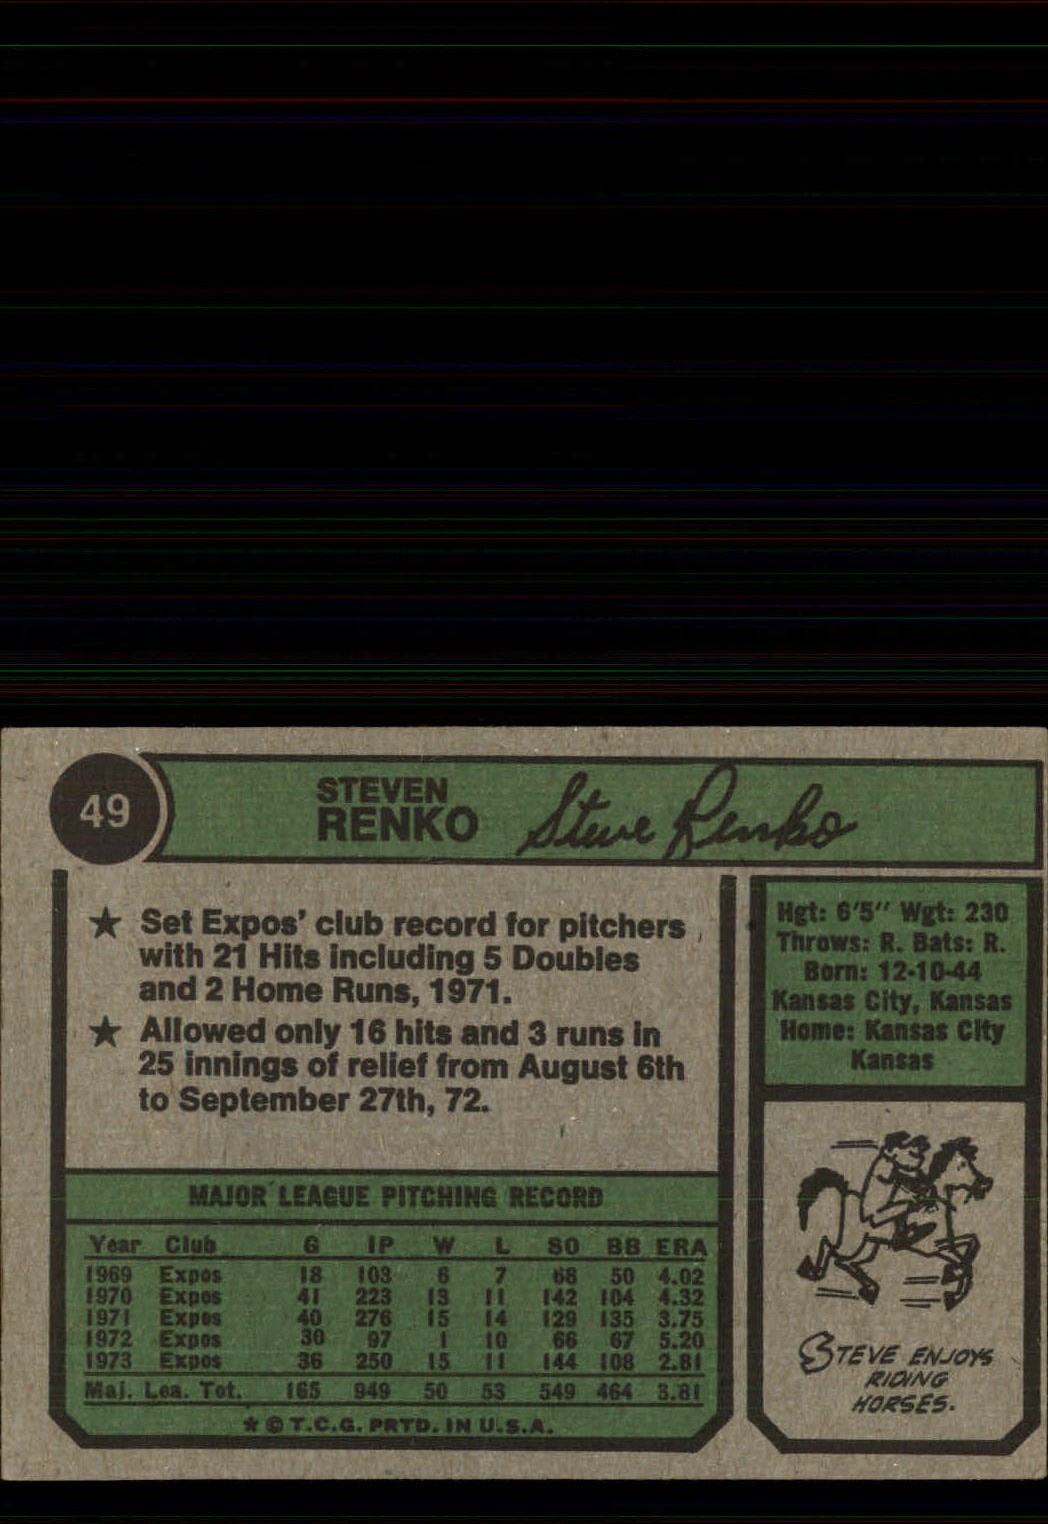 49
STEVEN
RENKO
Steve Renko
★ Set Expos' club record for pitchers
with 21 Hits including 5 Doubles
and 2 Home Runs, 1971.
★ Allowed only 16 hits and 3 runs in
25 innings of relief from August 6th
to September 27th, 72.
MAJOR LEAGUE PITCHING RECORD
Year Club G IP W L SO BB ERA
1969 Expos 18 103 6 7 68 50 4.02
1970 Expos 41 223 13 11 142 104 4.32
1971 Expos 40 276 15 14 129 135 3.75
1972 Expos 30 97 1 10 66 67 5.20
1973 Expos 36 250 15 11 144 108 2.81
Maj. Lea. Tot. 165 949 50 53 549 464 3.81
★ © T.C.G. PRTD. IN U.S.A.
Hgt: 6'5" Wgt: 230
Throws: R. Bats: R.
Born: 12-10-44
Kansas City, Kansas
Home: Kansas City
Kansas
STEVE ENJOYS
RIDING
HORSES.